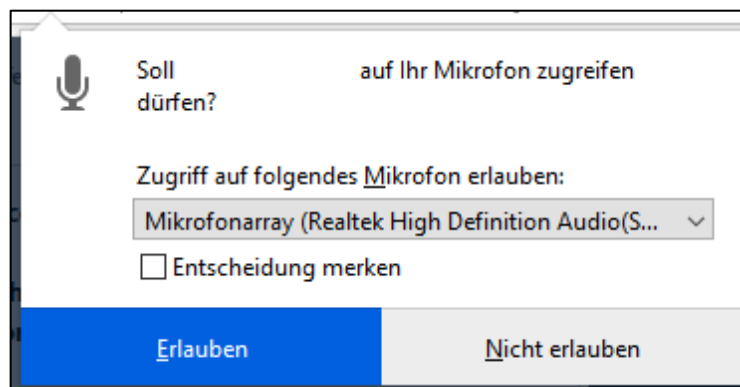 Soll auf Ihr Mikrofon zugreifen
dürfen?
Zugriff auf folgendes Mikrofon erlauben:
Mikrofonarray (Realtek High Definition Audio(S...
Entscheidung merken
Erlauben
Nicht erlauben